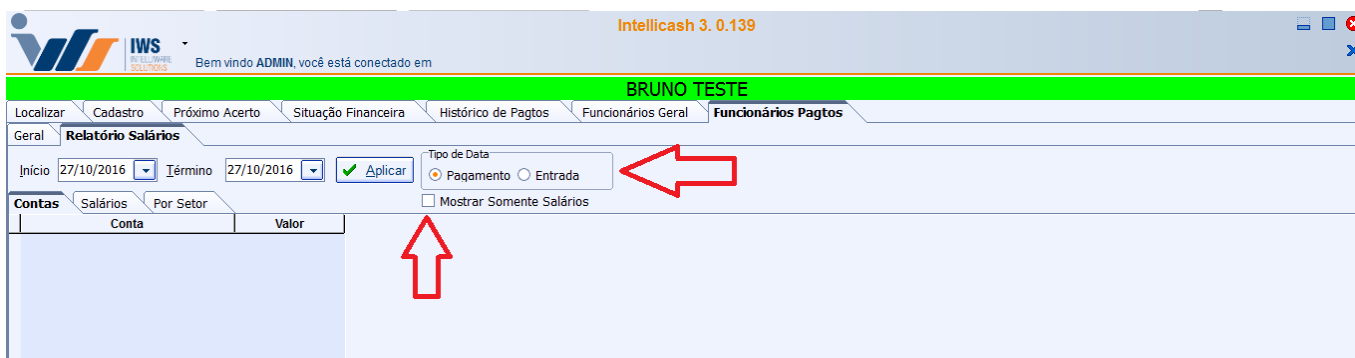 Intellicash 3. 0.139
IWS
INTELLIWARE
SOLUTIONS
Bem vindo ADMIN, você está conectado em
BRUNO TESTE
Localizar Cadastro Próximo Acerto Situação Financeira Histórico de Pagtos Funcionários Geral Funcionários Pagtos
Geral Relatório Salários
Tipo de Data
Início 27/10/2016 Término 27/10/2016 Aplicar Pagamento Entrada
Mostrar Somente Salários
Contas Salários Por Setor
Conta Valor